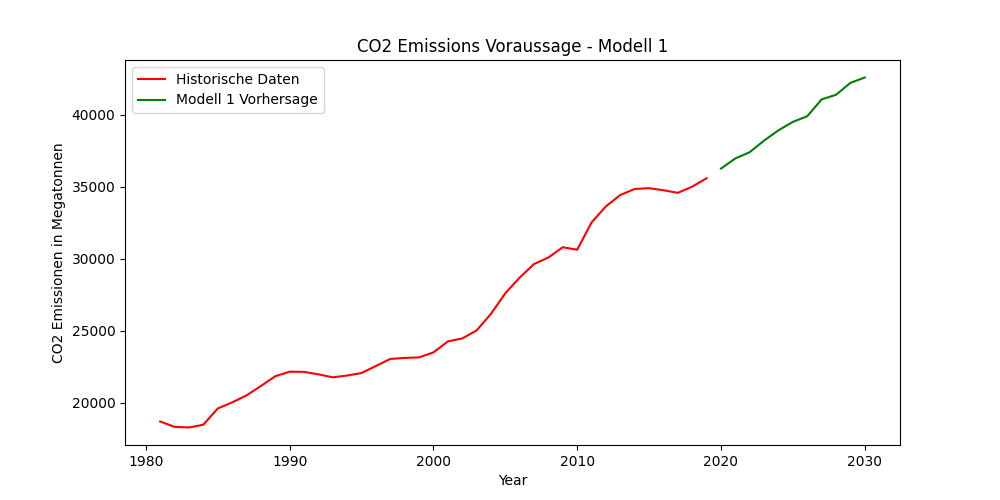 CO2 Emissions Voraussage - Modell 1
Historische Daten
Modell 1 Vorhersage
CO2 Emissionen in Megatonnen
40000
35000
30000
25000
20000
1980
1990
2000
2010
2020
2030
Year